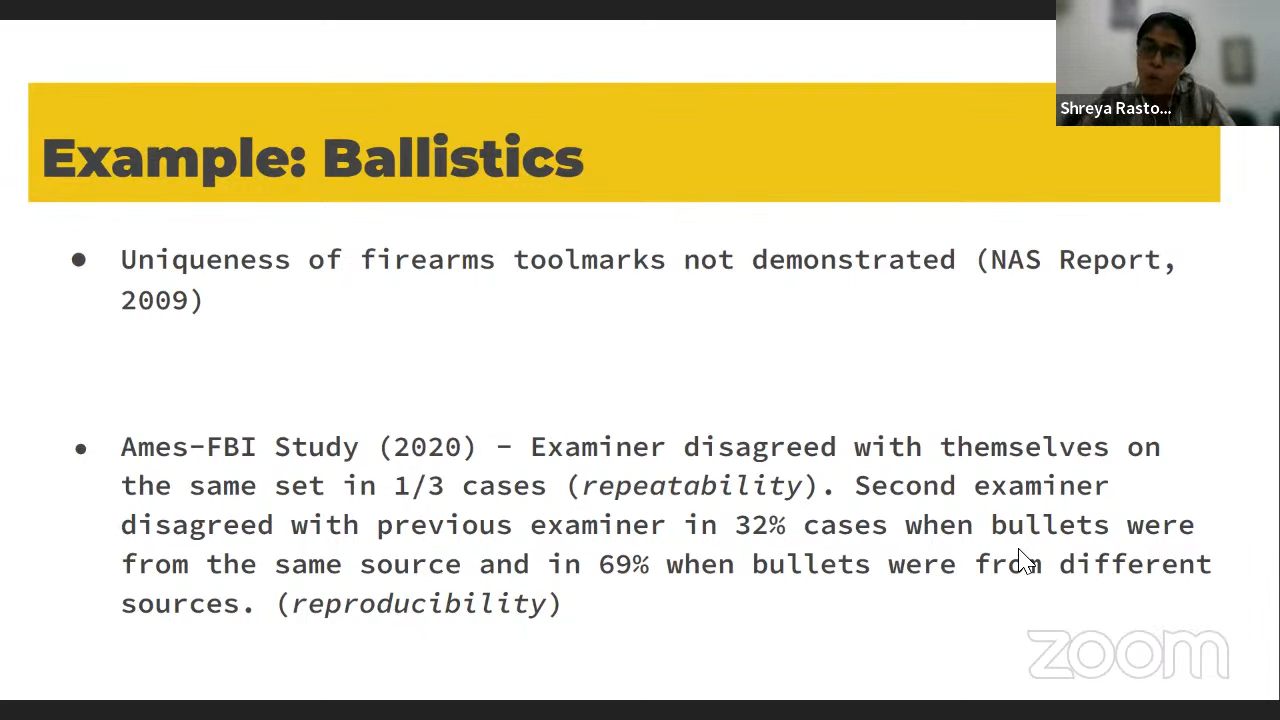 Shreya Rasto...
Example: Ballistics
● Uniqueness of firearms toolmarks not demonstrated (NAS Report,
2009)
● Ames-FBI Study (2020) - Examiner disagreed with themselves on
the same set in 1/3 cases (repeatability). Second examiner
disagreed with previous examiner in 32% cases when bullets were
from the same source and in 69% when bullets were from different
sources. (reproducibility)
zoom